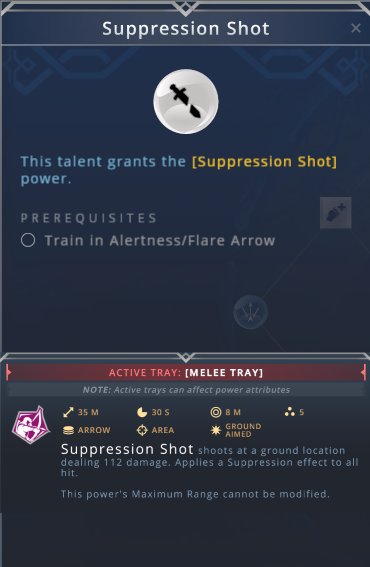 Suppression Shot
This talent grants the [Suppression Shot]
power.
PREREQUISITES
Train in Alertness/Flare Arrow
ACTIVE TRAY: [MELEE TRAY]
NOTE: Active trays can affect power attributes
35 M 30 S 8 M 5
ARROW AREA GROUND AIMED
Suppression Shot shoots at a ground location
dealing 112 damage. Applies a Suppression effect to all
hit.
This power's Maximum Range cannot be modified.